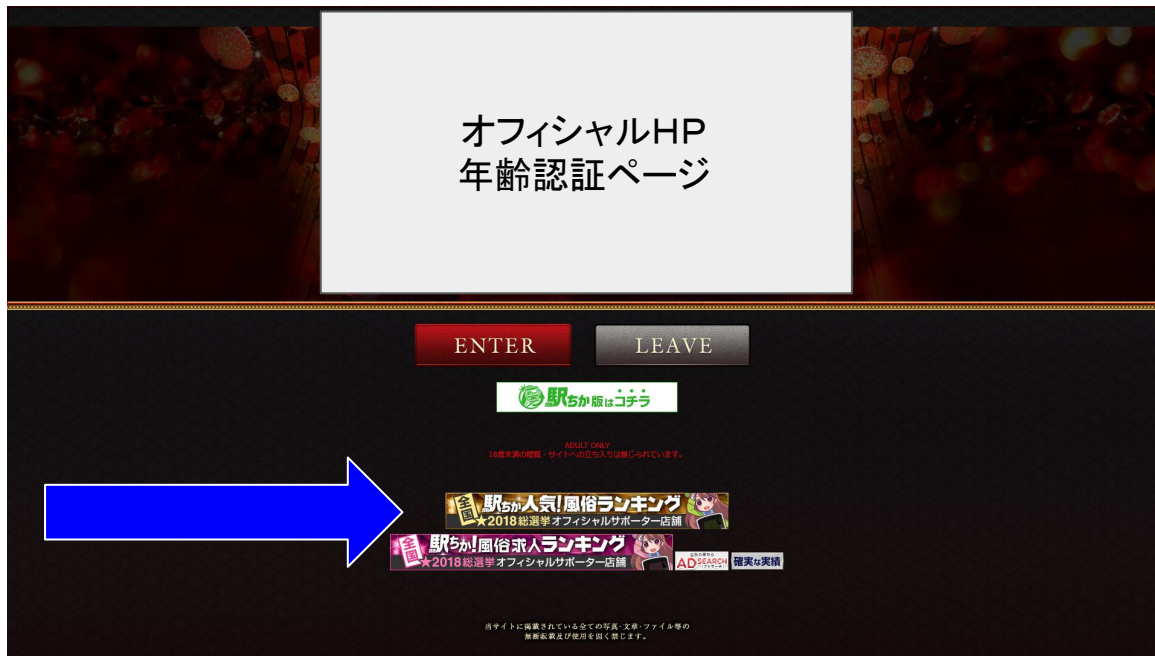 オフィシャルHP
年齢認証ページ
ENTER
LEAVE
駅ちか版はコチラ
ADULT ONLY
18歳未満の閲覧・サイトへの立ち入りは禁じられています。
全国 駅ちか人気!風俗ランキング
★2018総選挙オフィシャルサポーター店舗
全国 駅ちか!風俗求人ランキング
★2018総選挙オフィシャルサポーター店舗
AD SEARCH
確実な実績
当サイトに掲載されている全ての写真・文章・ファイル等の
無断転載及び使用を固く禁じます。